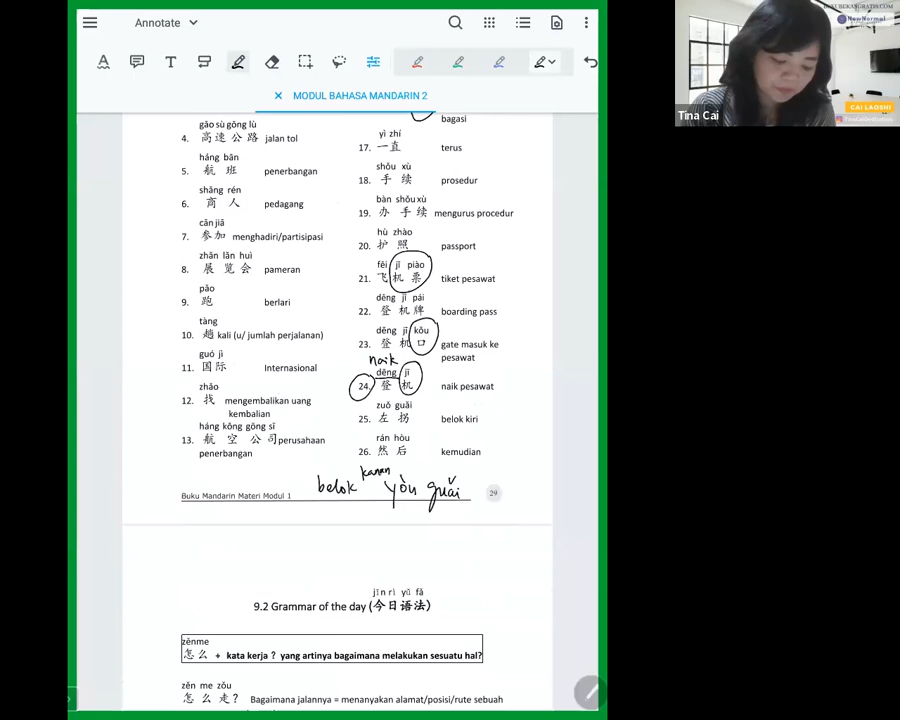 Annotate
MODUL BAHASA MANDARIN 2
gāo sù gōng lù
4. 高速公路 jalan tol
háng bān
5. 航班 penerbangan
shāng rén
6. 商人 pedagang
cān jiā
7. 参加 menghadiri/partisipasi
zhǎn lǎn huì
8. 展览会 pameran
pǎo
9. 跑 berlari
tàng
10. 趟 kali (u/ jumlah perjalanan)
guó jì
11. 国际 Internasional
zhǎo
12. 找 mengembalikan uang
kembalian
háng kōng gōng sī
13. 航空公司 perusahaan
penerbangan
bagasi
yì zhí
17. 一直 terus
shǒu xù
18. 手续 prosedur
bàn shǒu xù
19. 办手续 mengurus procedur
hù zhào
20. 护照 passport
fēi jī piào
21. 飞机票 tiket pesawat
dēng jī pái
22. 登机牌 boarding pass
dēng jī kǒu
23. 登机口 gate masuk ke
pesawat
naik
dēng jī
24. 登机 naik pesawat
zuǒ guǎi
25. 左拐 belok kiri
rán hòu
26. 然后 kemudian
belok kanan yòu guǎi
Buku Mandarin Materi Modul 1
29
jīn rì yǔ fǎ
9.2 Grammar of the day (今日语法)
zěnme
怎么 + kata kerja ? yang artinya bagaimana melakukan sesuatu hal?
zěn me zǒu
怎么走? Bagaimana jalannya = menanyakan alamat/posisi/rute sebuah
NewNormal
CAI LAOSHI
Tina Cai